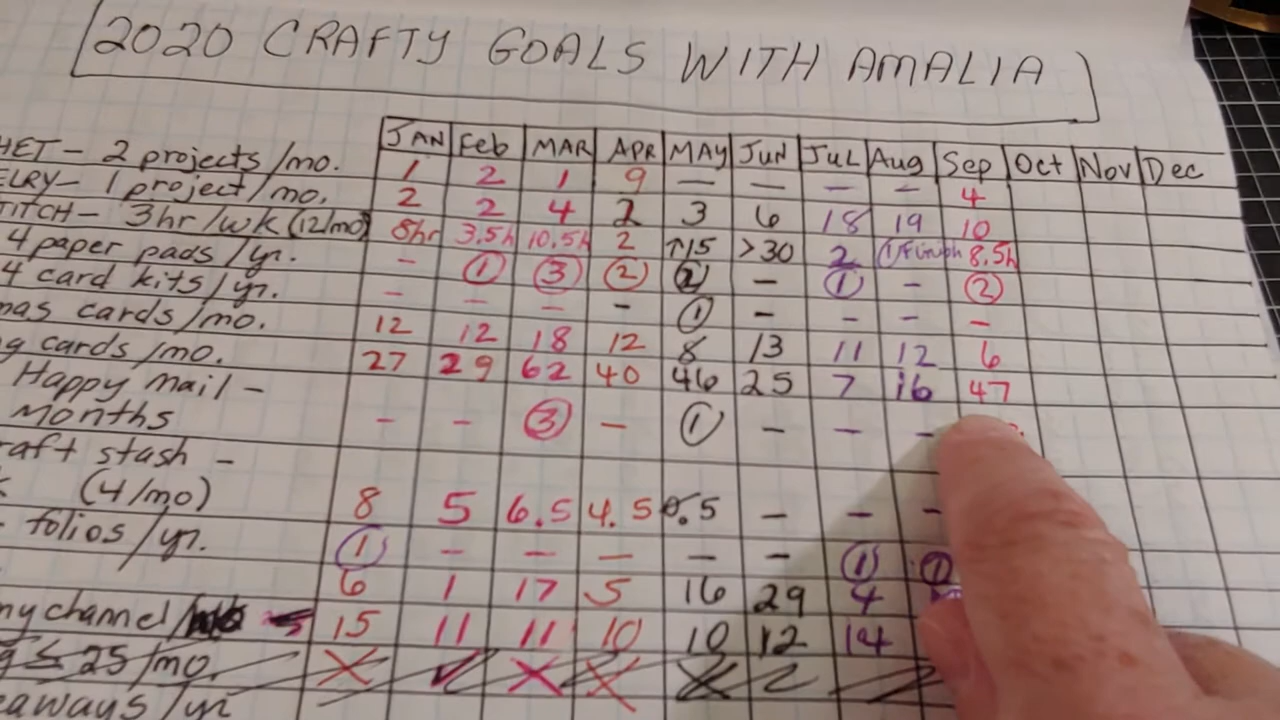 2020 CRAFTY GOALS WITH AMALIA
JAN Feb MAR APR MAY Jun Jul Aug Sep Oct Nov Dec
HET - 2 projects/mo. 1 2 1 9 — — — — 4
ELRY - 1 project/mo. 2 2 4 2 3 6 18 19 10
TITCH - 3hr/wk (12/mo) 8hr 3.5h 10.5h 2 ↑15 >30 2 ① Finish 8.5h
4 paper pads/yr. - ① ③ ② ② - ① - ②
4 card kits/yr. - - - - ① - - - -
mas cards/mo. 12 12 18 12 8 13 11 12 6
g cards/mo. 27 29 62 40 46 25 7 16 47
Happy mail -
Months - - ③ - ① - - -
raft stash -
(4/mo) 8 5 6.5 4.5 .5 - - -
folios/yr. ① - - - - - ① ①
6 1 17 5 16 29 4
my channel/ 15 11 11 10 10 12 14
g ≤ 25/mo.
eaways/yr